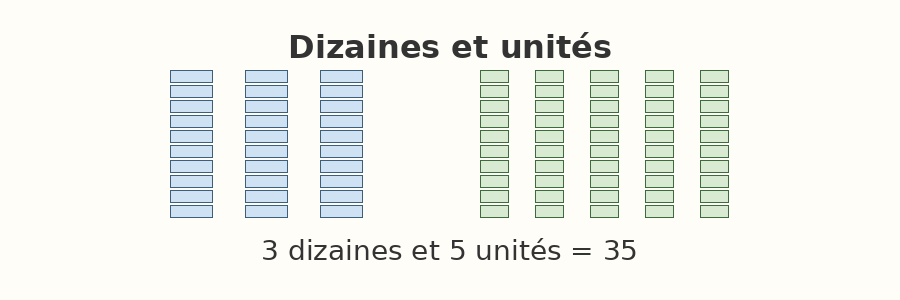 Dizaines et unités
3 dizaines et 5 unités = 35